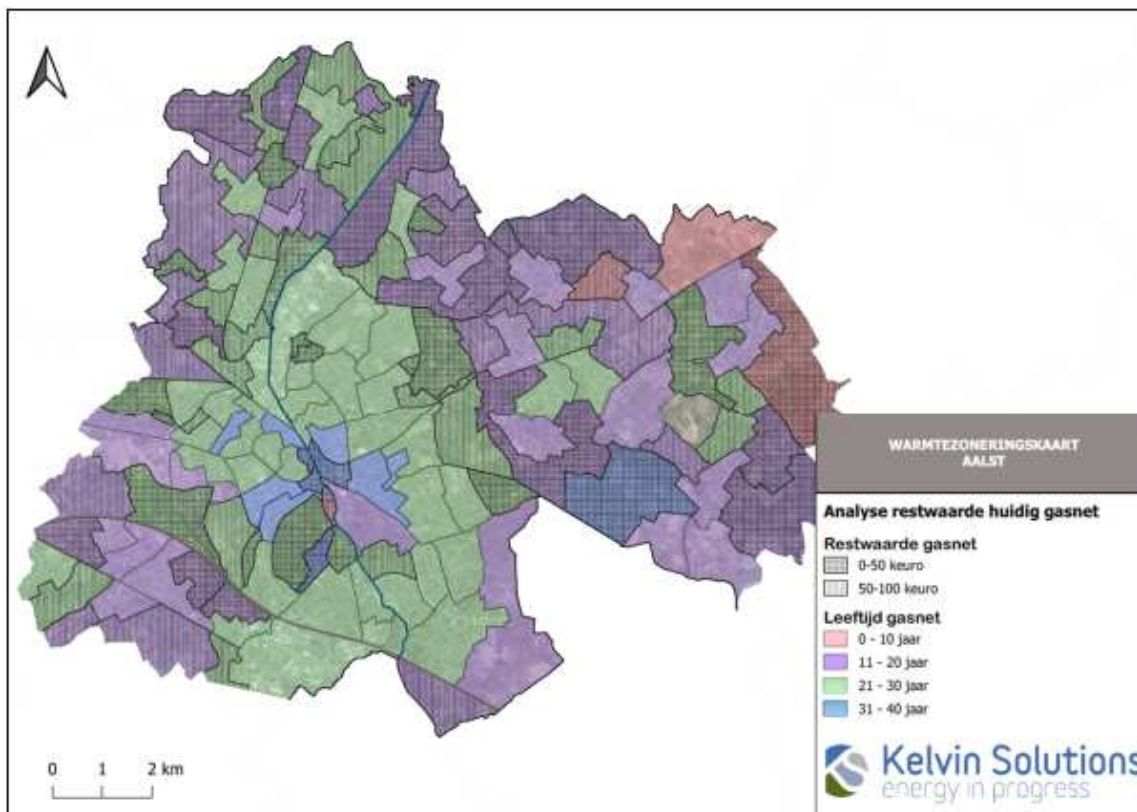 WARMTEZONERINGSKAART
AALST
Analyse restwaarde huidig gasnet
Restwaarde gasnet
0-50 keuro
50-100 keuro
Leeftijd gasnet
0 - 10 jaar
11 - 20 jaar
21 - 30 jaar
31 - 40 jaar
0 1 2 km
Kelvin Solutions
energy in progress